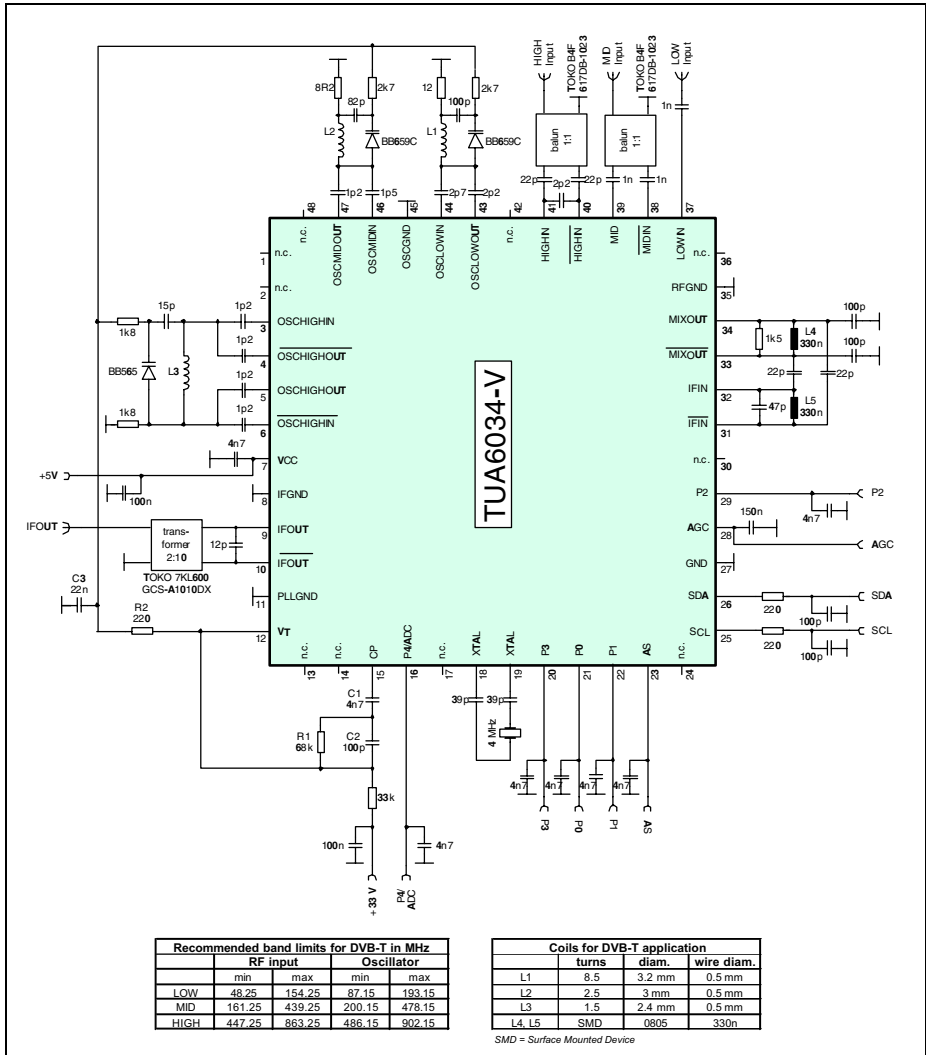 HIGH Input
TOKO B4F 617DB-1023
MID Input
TOKO B4F 617DB-1023
LOW Input
8R2
82p
2k7
12
100p
2k7
1n
L2
BB659C
L1
BB659C
balun 1:1
balun 1:1
22p
22p
1n
1n
1p2
1p5
2p7
2p2
2p2
48
47
46
45
44
43
42
41
40
39
38
37
n.c.
OSCMIDOUT
OSCMIDIN
OSCGND
OSCLOWIN
OSCLOWOUT
n.c.
HIGHIN
HIGHIN
MID
MIDIN
LOWIN
1
n.c.
2
n.c.
3
OSCHIGHIN
4
OSCHIGHOUT
5
OSCHIGHOUT
6
OSCHIGHIN
7
VCC
8
IFGND
9
IFOUT
10
IFOUT
11
PLLGND
12
VT
15p
1p2
1k8
1p2
BB565
L3
1p2
1k8
1p2
4n7
+5V
100n
IFOUT
trans-
former
2:10
12p
TOKO 7KL600
GCS-A1010DX
C3
22n
R2
220
TUA6034-V
n.c.
36
RFGND
35
MIXOUT
34
MIXOUT
33
IFIN
32
IFIN
31
n.c.
30
P2
29
AGC
28
GND
27
SDA
26
SCL
25
100p
1k5
L4
330n
100p
22p
22p
47p
L5
330n
P2
4n7
150n
AGC
220
SDA
100p
220
SCL
100p
n.c.
n.c.
CP
P4/ADC
n.c.
XTAL
XTAL
P3
P0
P1
AS
n.c.
13
14
15
16
17
18
19
20
21
22
23
24
C1
4n7
39p
39p
R1
68k
C2
100p
4 MHz
33k
4n7
4n7
4n7
4n7
100n
4n7
P3
P0
P1
AS
+33 V
P4/
ADC
Recommended band limits for DVB-T in MHz
RF input Oscillator
min max min max
LOW 48.25 154.25 87.15 193.15
MID 161.25 439.25 200.15 478.15
HIGH 447.25 863.25 486.15 902.15
Coils for DVB-T application
turns diam. wire diam.
L1 8.5 3.2 mm 0.5 mm
L2 2.5 3 mm 0.5 mm
L3 1.5 2.4 mm 0.5 mm
L4, L5 SMD 0805 330n
SMD = Surface Mounted Device